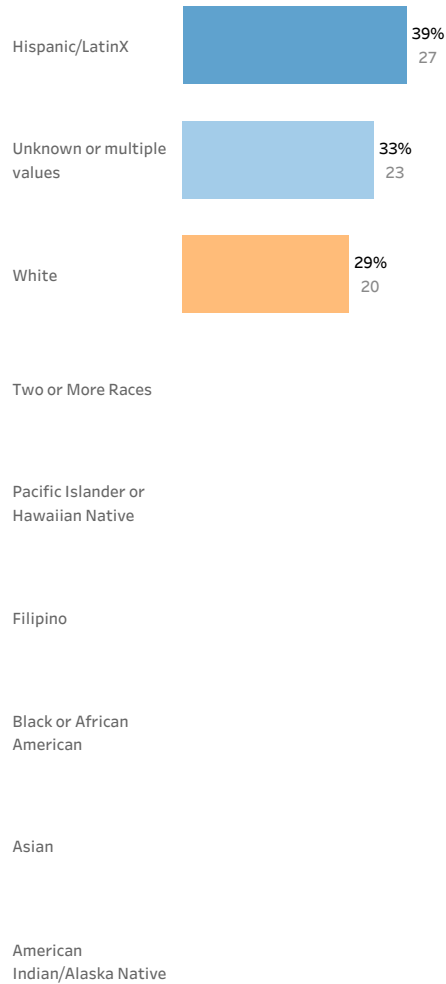 Hispanic/LatinX
39%
27
Unknown or multiple
values
33%
23
White
29%
20
Two or More Races
Pacific Islander or
Hawaiian Native
Filipino
Black or African
American
Asian
American
Indian/Alaska Native